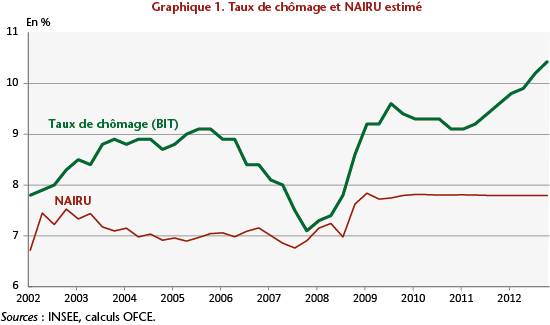 Graphique 1. Taux de chômage et NAIRU estimé
En %
11
10
9
8
7
6
Taux de chômage (BIT)
NAIRU
2002 2003 2004 2005 2006 2007 2008 2009 2010 2011 2012
Sources : INSEE, calculs OFCE.